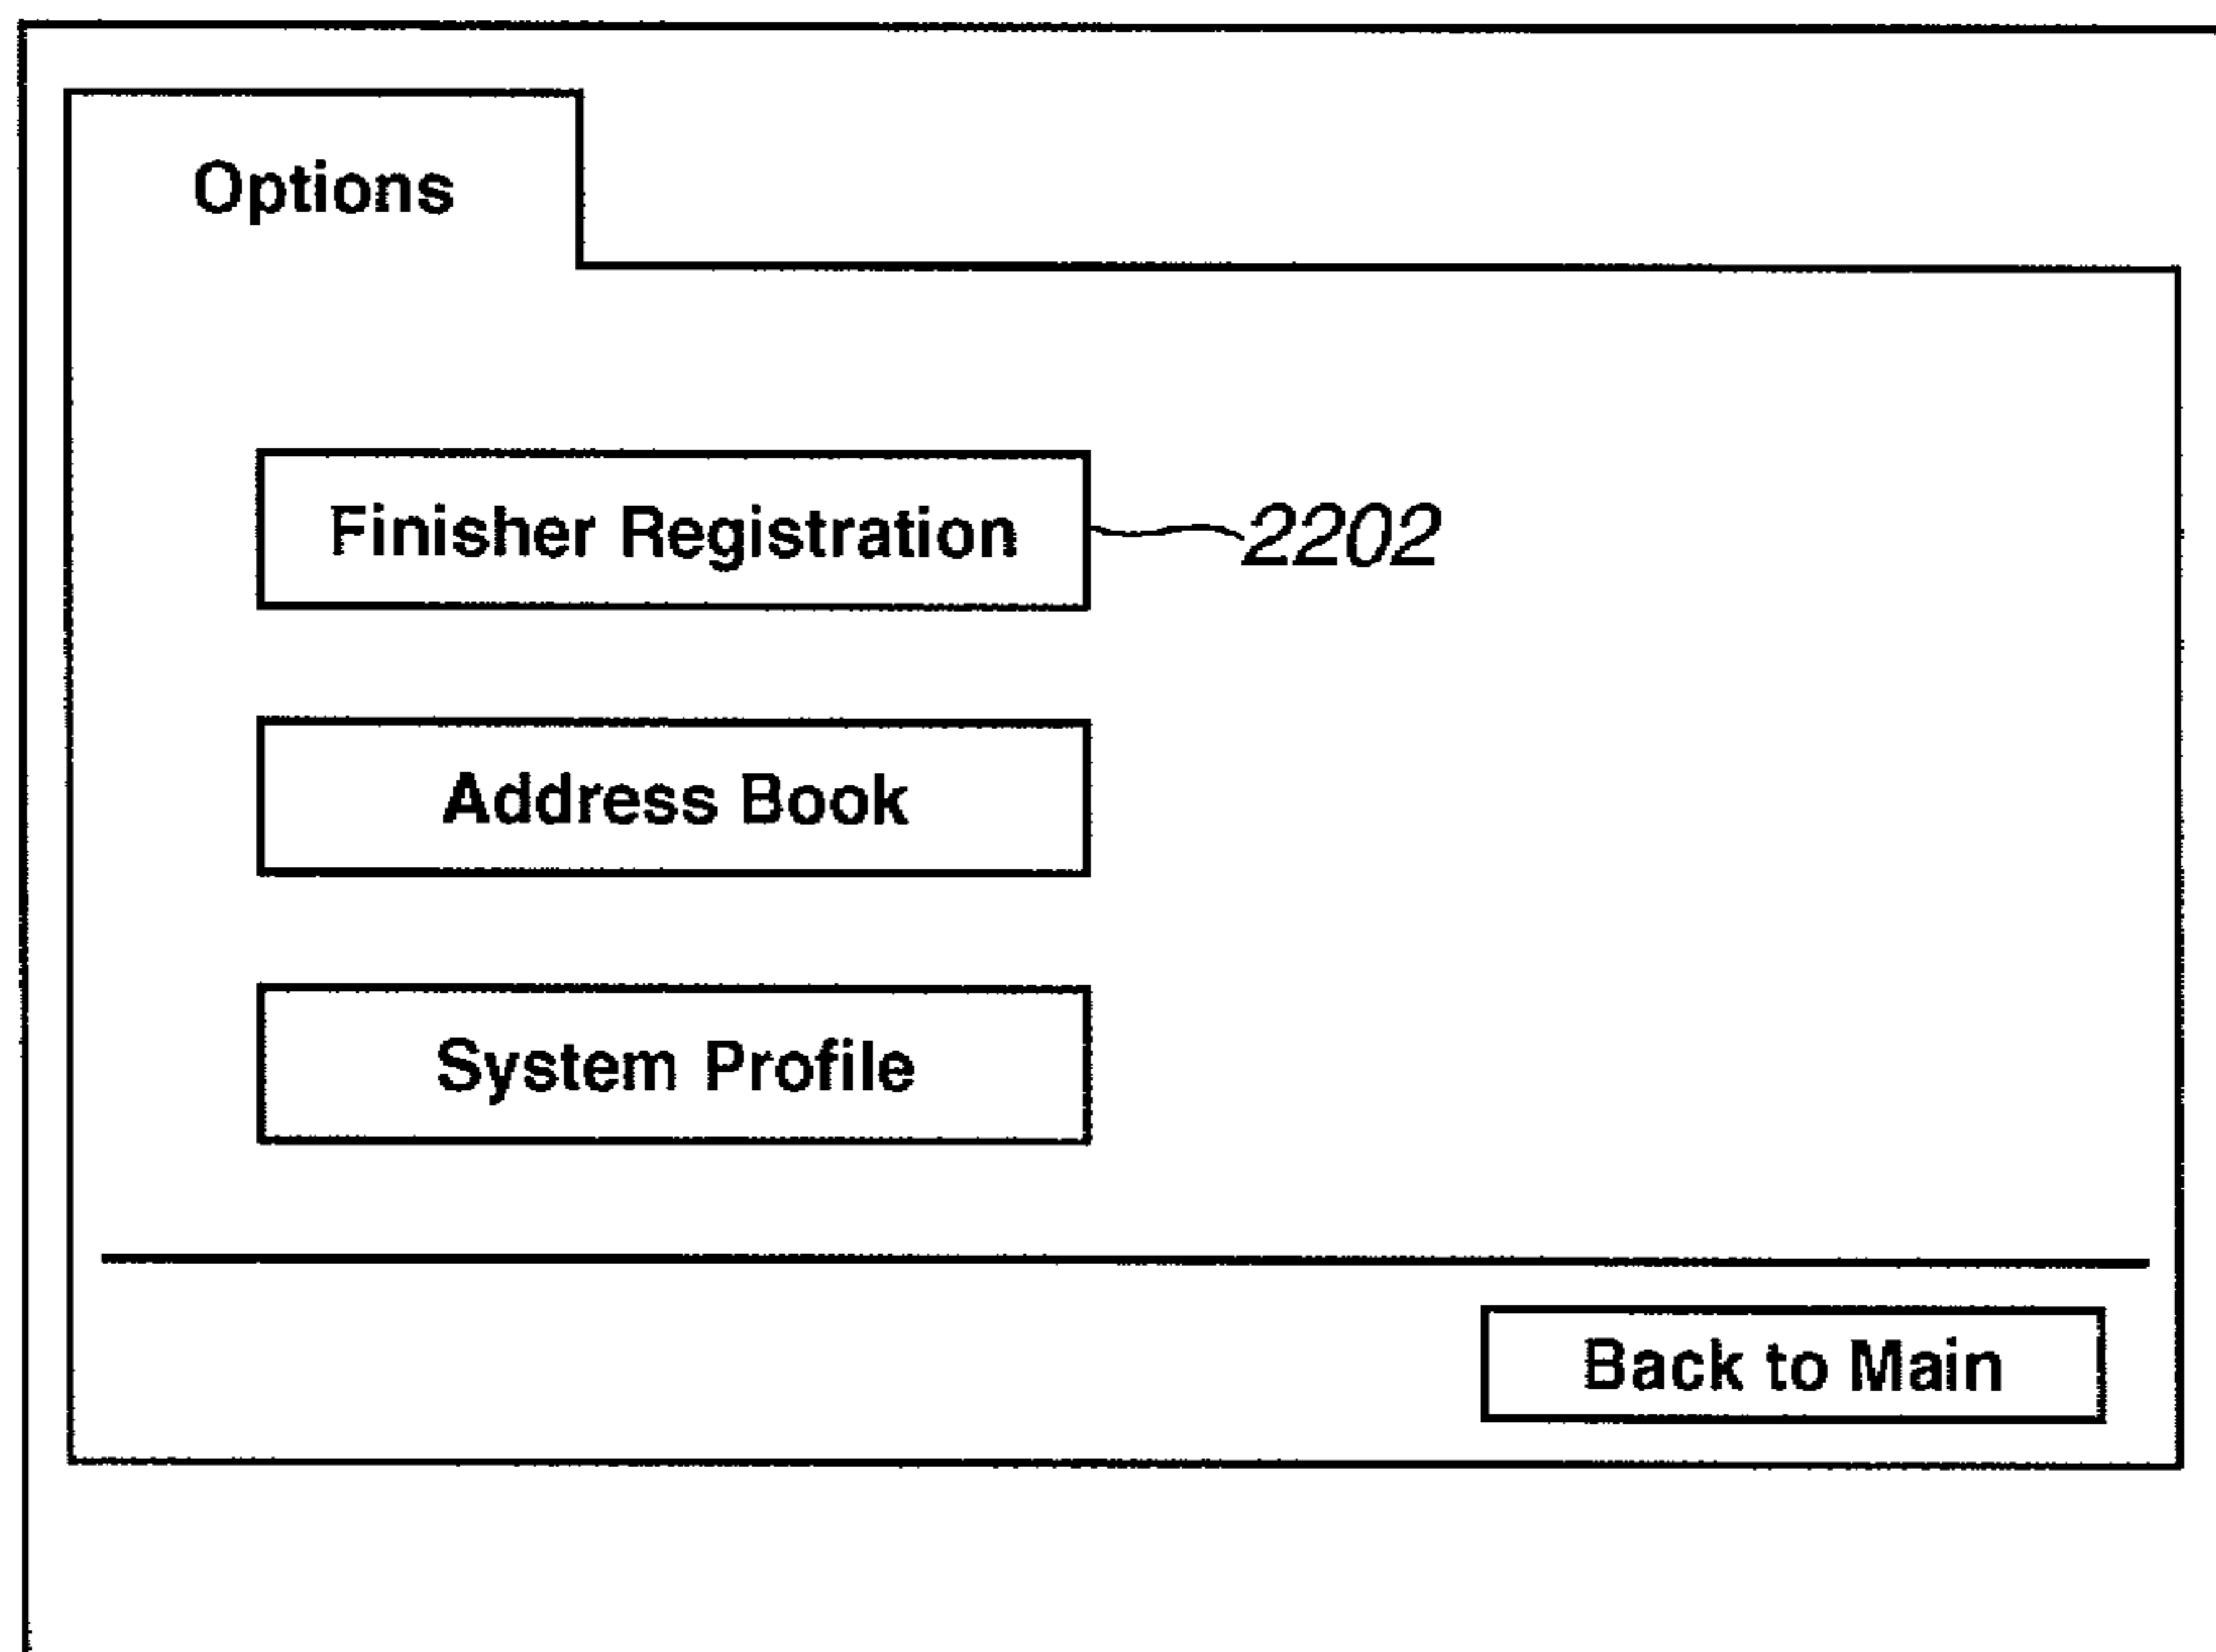 Options
Finisher Registration 2202
Address Book
System Profile
Back to Main